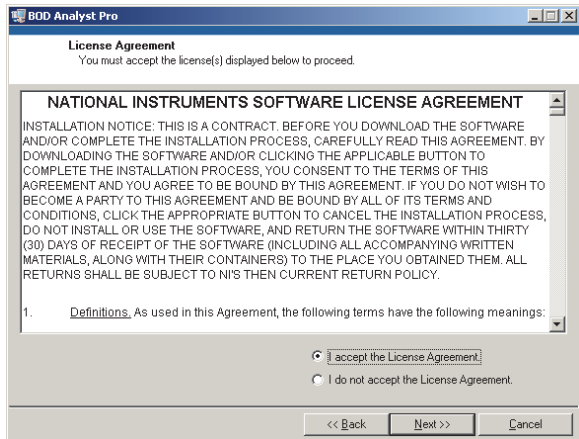 BOD Analyst Pro
License Agreement
You must accept the license(s) displayed below to proceed.
NATIONAL INSTRUMENTS SOFTWARE LICENSE AGREEMENT
INSTALLATION NOTICE: THIS IS A CONTRACT. BEFORE YOU DOWNLOAD THE SOFTWARE
AND/OR COMPLETE THE INSTALLATION PROCESS, CAREFULLY READ THIS AGREEMENT. BY
DOWNLOADING THE SOFTWARE AND/OR CLICKING THE APPLICABLE BUTTON TO
COMPLETE THE INSTALLATION PROCESS, YOU CONSENT TO THE TERMS OF THIS
AGREEMENT AND YOU AGREE TO BE BOUND BY THIS AGREEMENT. IF YOU DO NOT WISH TO
BECOME A PARTY TO THIS AGREEMENT AND BE BOUND BY ALL OF ITS TERMS AND
CONDITIONS, CLICK THE APPROPRIATE BUTTON TO CANCEL THE INSTALLATION PROCESS,
DO NOT INSTALL OR USE THE SOFTWARE, AND RETURN THE SOFTWARE WITHIN THIRTY
(30) DAYS OF RECEIPT OF THE SOFTWARE (INCLUDING ALL ACCOMPANYING WRITTEN
MATERIALS, ALONG WITH THEIR CONTAINERS) TO THE PLACE YOU OBTAINED THEM. ALL
RETURNS SHALL BE SUBJECT TO NI'S THEN CURRENT RETURN POLICY.
1. Definitions. As used in this Agreement, the following terms have the following meanings:
I accept the License Agreement.
I do not accept the License Agreement.
<< Back Next >> Cancel